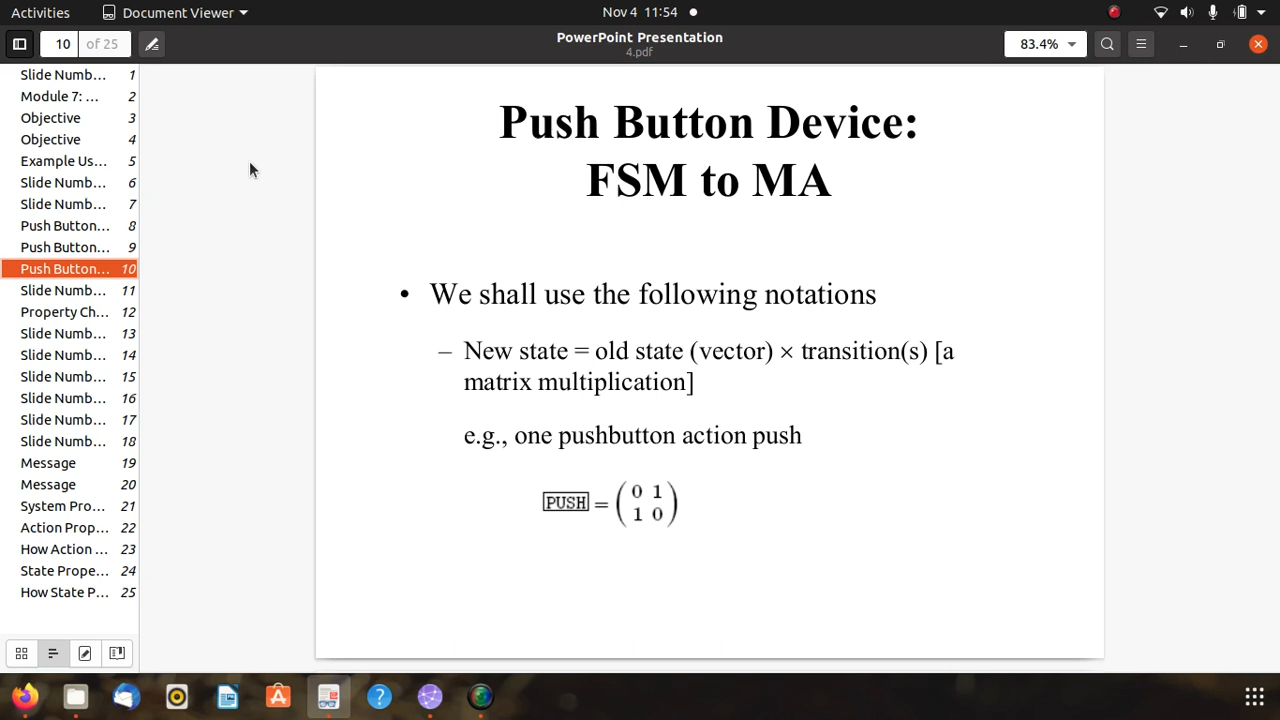 Activities Document Viewer Nov 4 11:54
10 of 25 PowerPoint Presentation 83.4%
4.pdf
Slide Numb... 1
Module 7: ... 2
Objective 3
Objective 4
Example Us... 5
Slide Numb... 6
Slide Numb... 7
Push Button... 8
Push Button... 9
Push Button... 10
Slide Numb... 11
Property Ch... 12
Slide Numb... 13
Slide Numb... 14
Slide Numb... 15
Slide Numb... 16
Slide Numb... 17
Slide Numb... 18
Message 19
Message 20
System Pro... 21
Action Prop... 22
How Action ... 23
State Prope... 24
How State P... 25
Push Button Device:
FSM to MA
• We shall use the following notations
– New state = old state (vector) × transition(s) [a
matrix multiplication]
e.g., one pushbutton action push
PUSH = ( 0 1
1 0 )